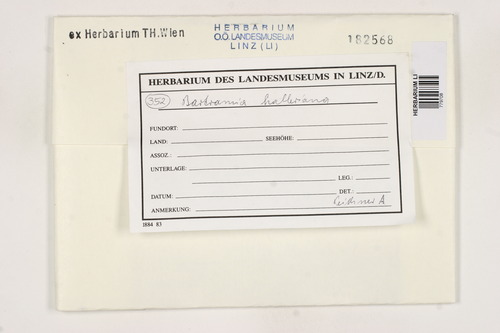 ex Herbarium TH.Wien
HERBARIUM
O.Ö. LANDESMUSEUM
LINZ (LI)
182568
HERBARIUM LI
HERBARIUM DES LANDESMUSEUMS IN LINZ/D.
352 Bartramia halleriana
FUNDORT:
LAND: SEEHÖHE:
ASSOZ.:
UNTERLAGE:
LEG.:
DATUM: DET.:
ANMERKUNG: A
1884 83